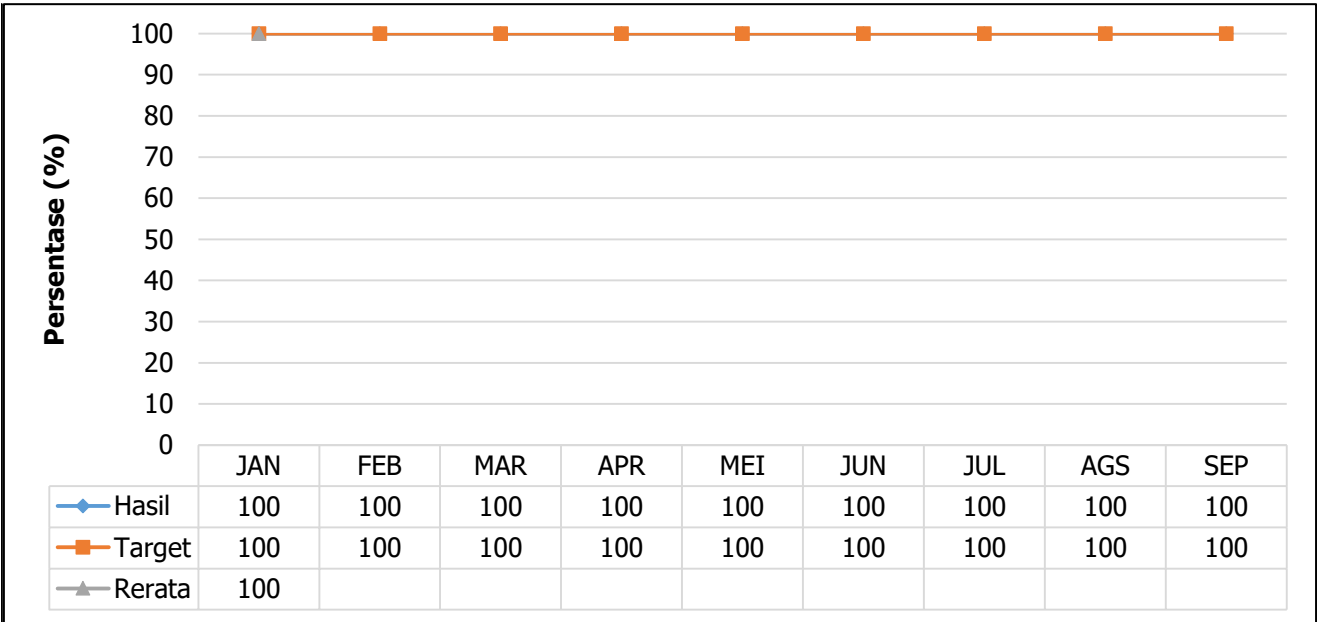 Persentase (%)
100
90
80
70
60
50
40
30
20
10
0
JAN FEB MAR APR MEI JUN JUL AGS SEP
Hasil 100 100 100 100 100 100 100 100 100
Target 100 100 100 100 100 100 100 100 100
Rerata 100